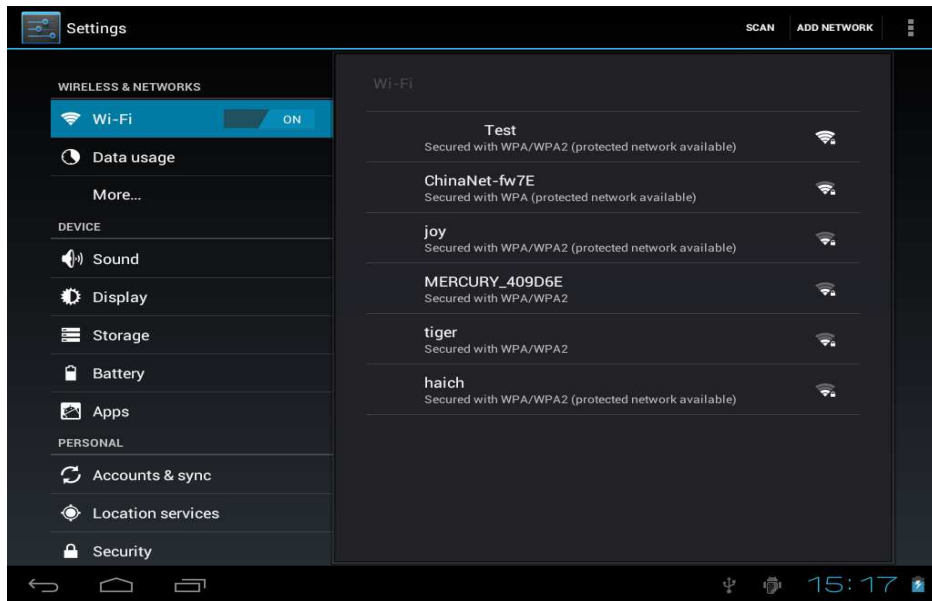 Settings
SCAN
ADD NETWORK
WIRELESS & NETWORKS
Wi-Fi
ON
Data usage
More...
DEVICE
Sound
Display
Storage
Battery
Apps
PERSONAL
Accounts & sync
Location services
Security
Wi-Fi
Test
Secured with WPA/WPA2 (protected network available)
ChinaNet-fw7E
Secured with WPA (protected network available)
joy
Secured with WPA/WPA2 (protected network available)
MERCURY_409D6E
Secured with WPA/WPA2
tiger
Secured with WPA/WPA2
haich
Secured with WPA/WPA2 (protected network available)
15:17